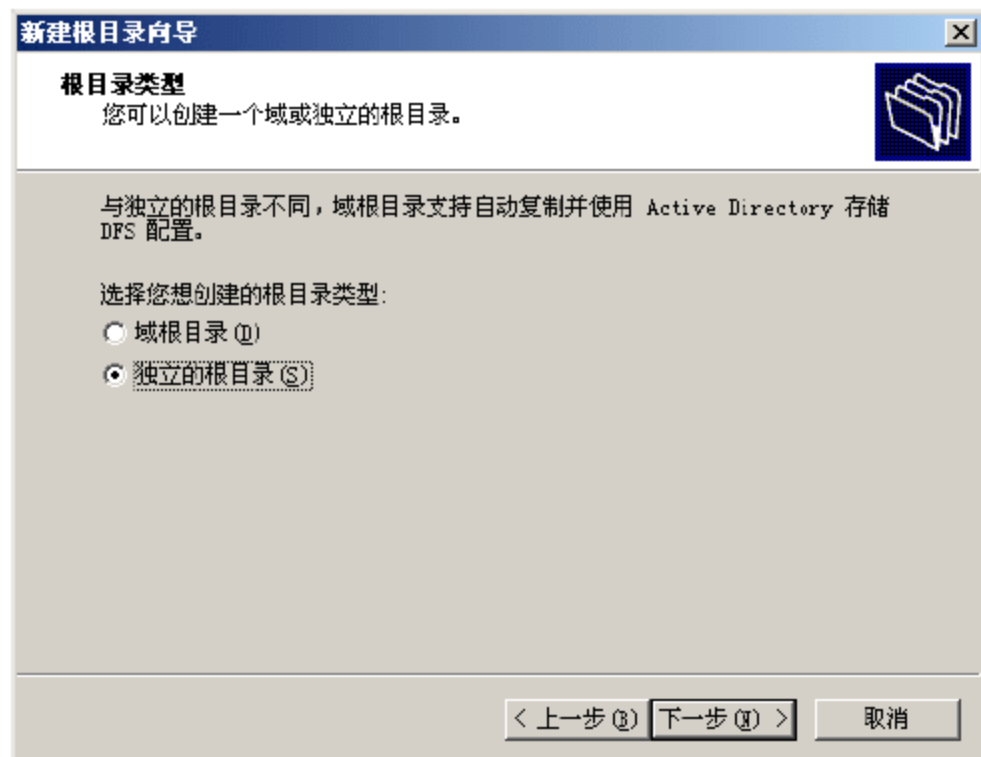 新建根目录向导
根目录类型
您可以创建一个域或独立的根目录。
与独立的根目录不同,域根目录支持自动复制并使用 Active Directory 存储
DFS 配置。
选择您想创建的根目录类型:
域根目录(D)
独立的根目录(S)
< 上一步(B) 下一步(N) > 取消